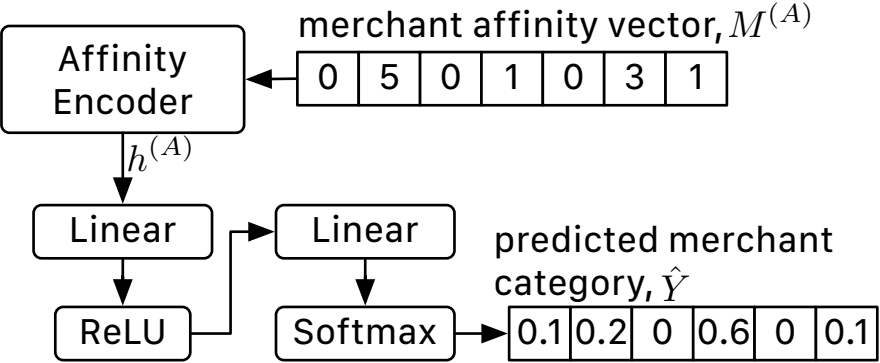 merchant affinity vector, M^(A)
Affinity
Encoder
0 5 0 1 0 3 1
h^(A)
Linear
Linear
predicted merchant
category, Ŷ
ReLU
Softmax
0.1 0.2 0 0.6 0 0.1